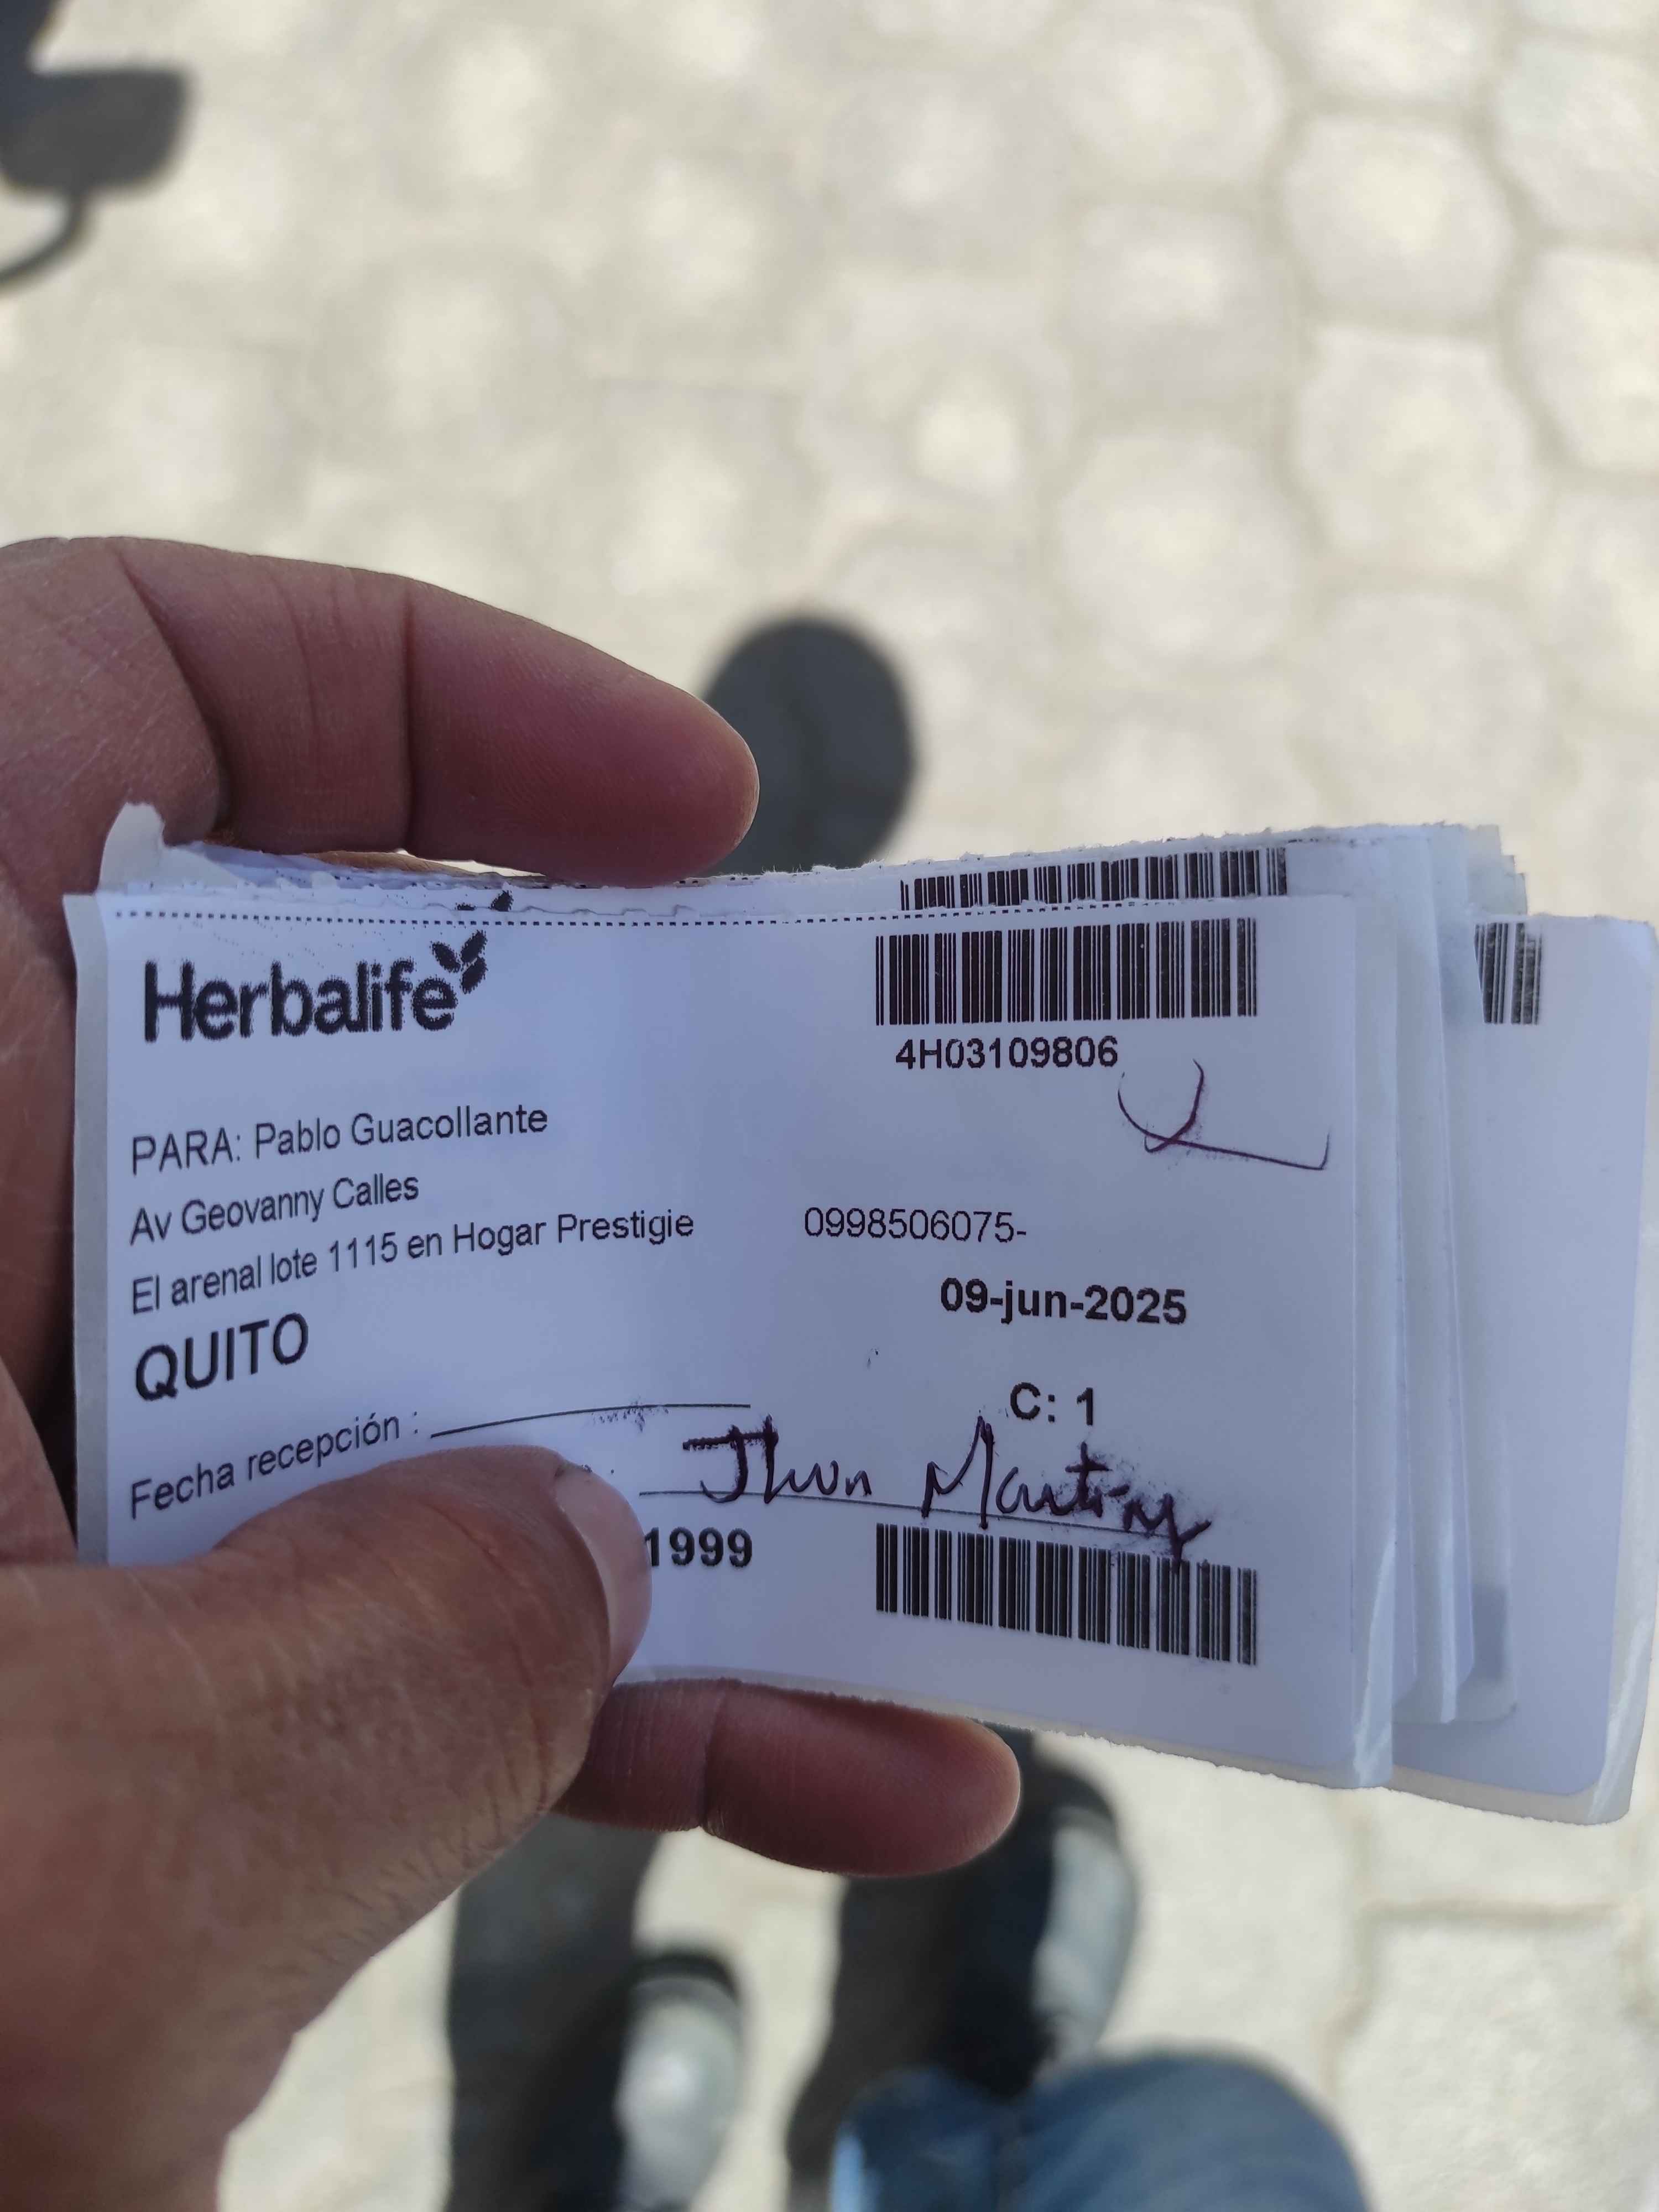 Herbalife
4H03109806
PARA: Pablo Guacollante
Av Geovanny Calles
El arenal lote 1115 en Hogar Prestigie
0998506075-
QUITO
09-jun-2025
C: 1
Fecha recepción :
Jhon
1999